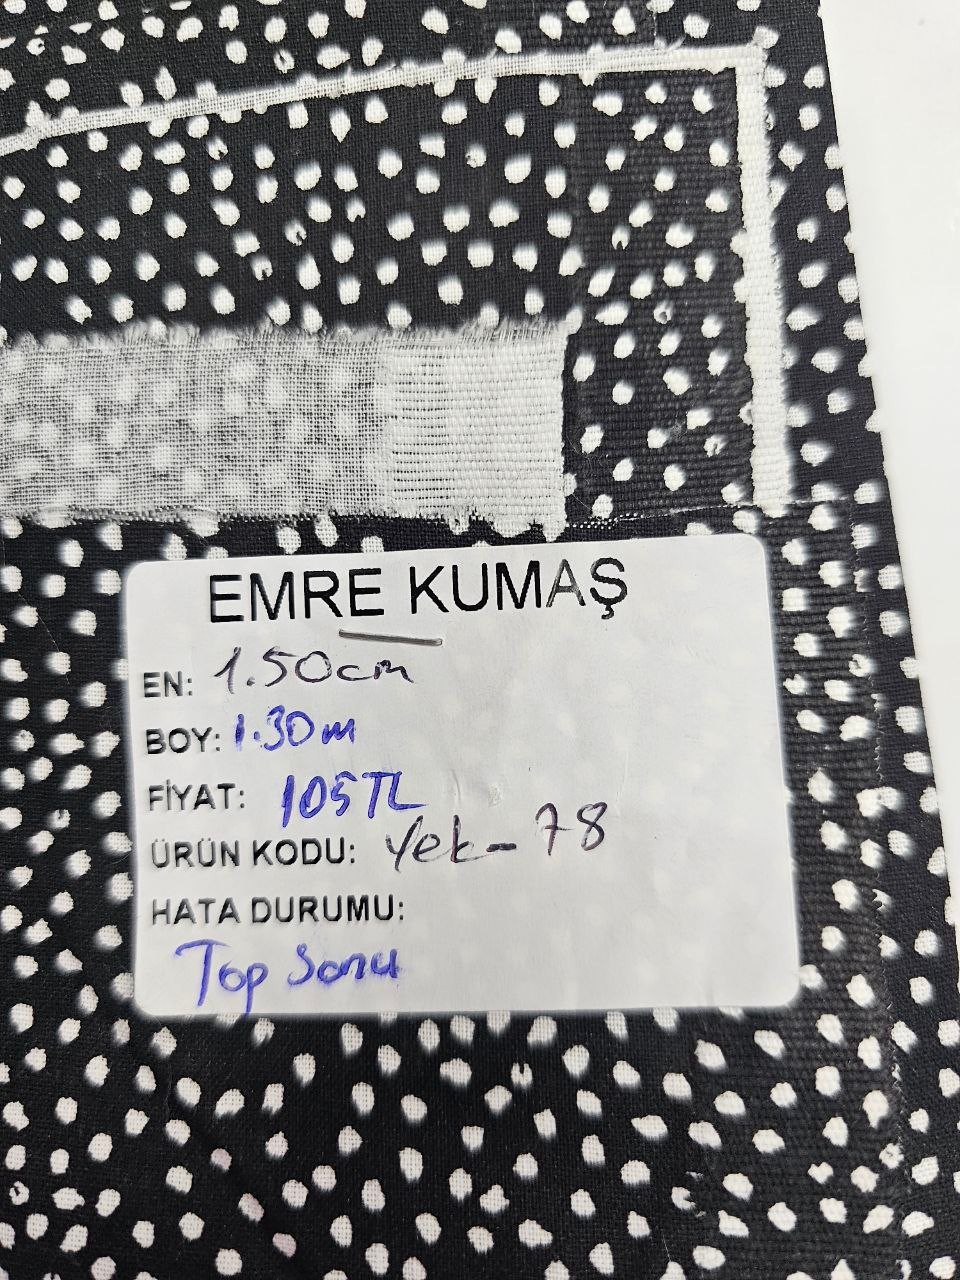 EMRE KUMAŞ
EN: 1.50cm
BOY: 1.30m
FİYAT: 105TL
ÜRÜN KODU: Yek-78
HATA DURUMU:
Top Sonu